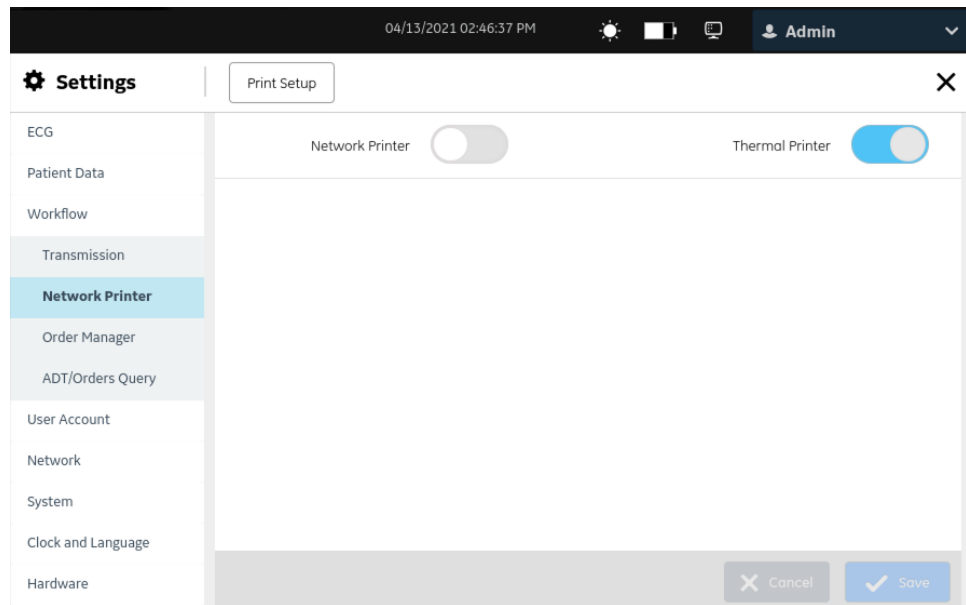 04/13/2021 02:46:37 PM
Admin
Settings
Print Setup
ECG
Network Printer
Thermal Printer
Patient Data
Workflow
Transmission
Network Printer
Order Manager
ADT/Orders Query
User Account
Network
System
Clock and Language
Hardware
Cancel
Save